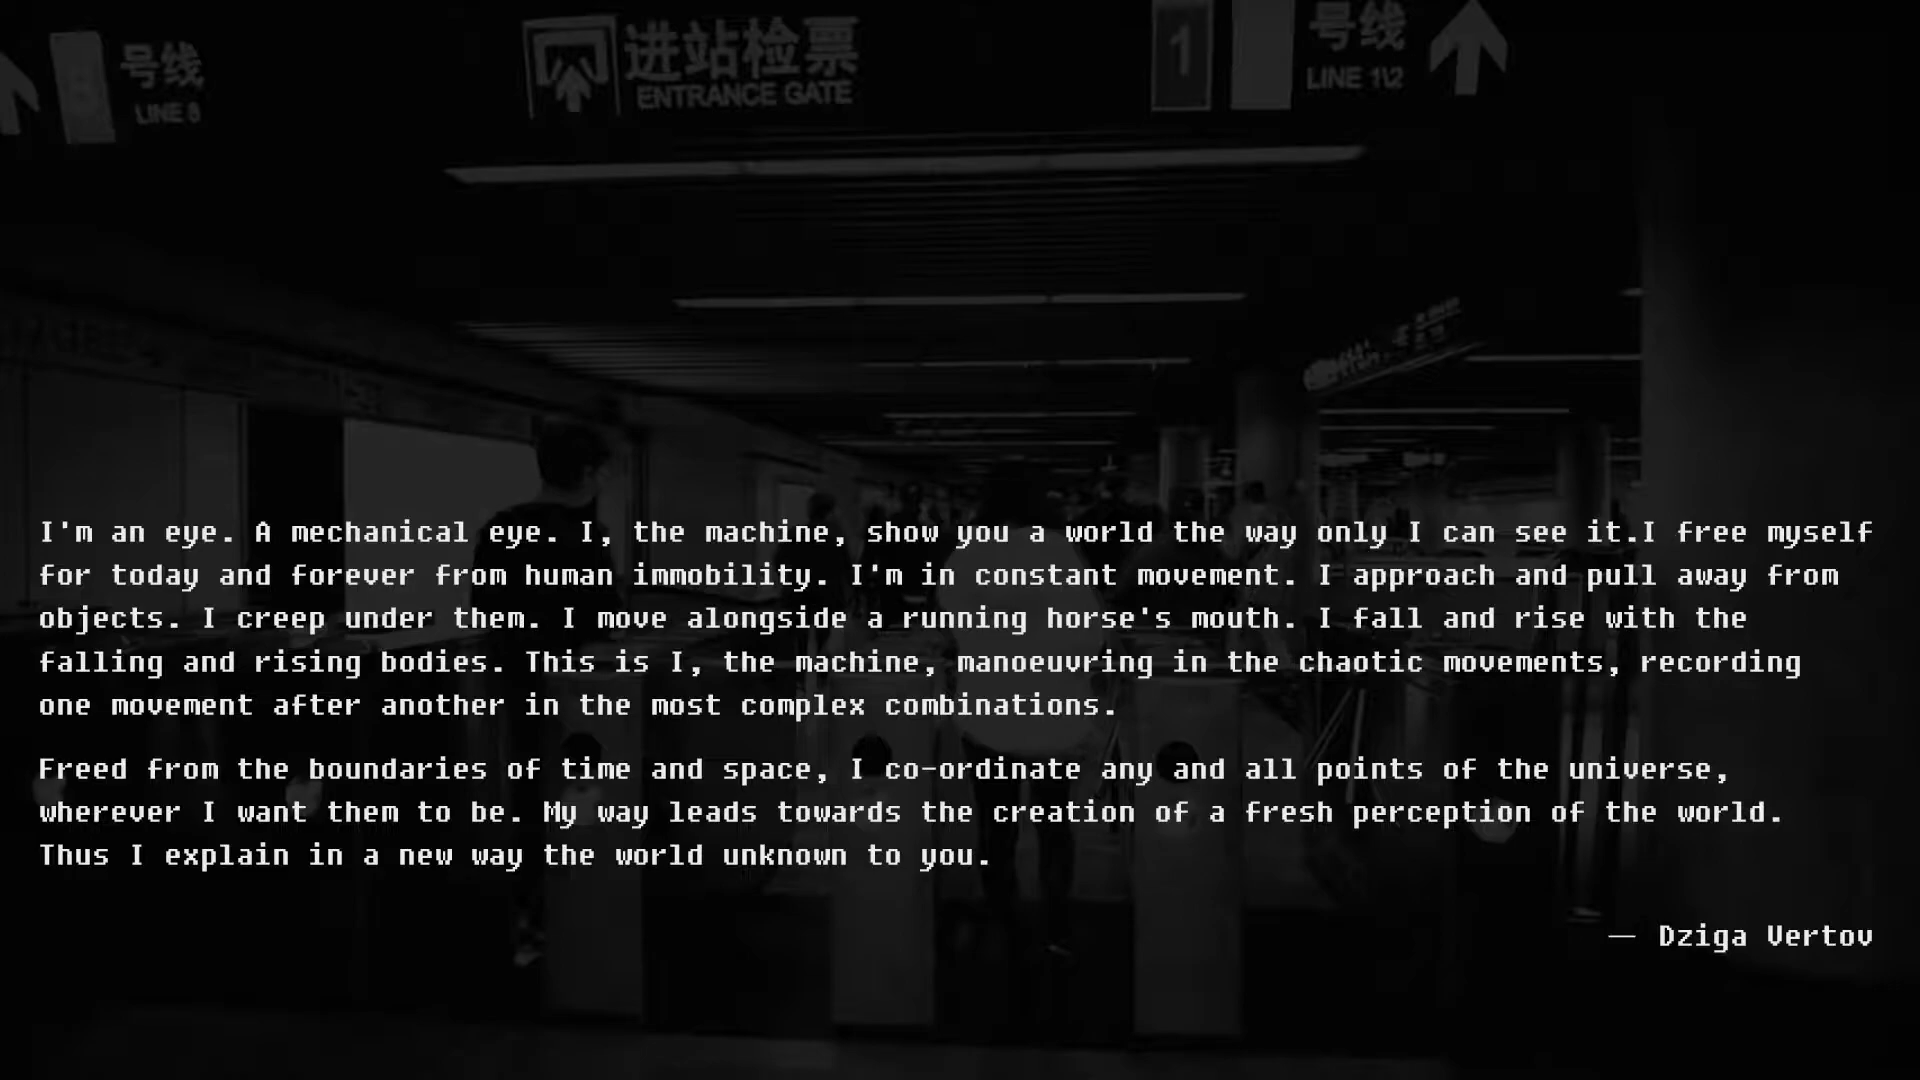 号线
LINE 8
进站检票
ENTRANCE GATE
1
号线
LINE 1\2
I'm an eye. A mechanical eye. I, the machine, show you a world the way only I can see it.I free myself
for today and forever from human immobility. I'm in constant movement. I approach and pull away from
objects. I creep under them. I move alongside a running horse's mouth. I fall and rise with the
falling and rising bodies. This is I, the machine, manoeuvring in the chaotic movements, recording
one movement after another in the most complex combinations.
Freed from the boundaries of time and space, I co-ordinate any and all points of the universe,
wherever I want them to be. My way leads towards the creation of a fresh perception of the world.
Thus I explain in a new way the world unknown to you.
— Dziga Vertov